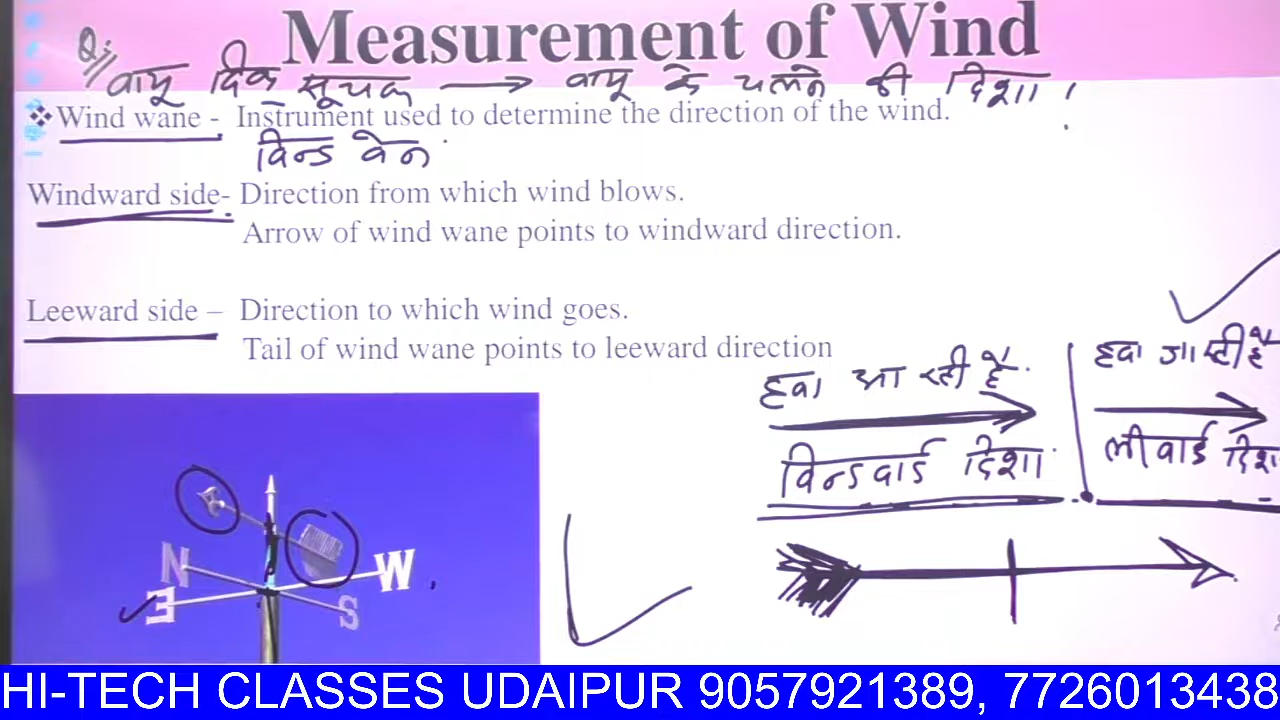 Measurement of Wind
Q:
वायु दिक सूचक → वायु के चलने की दिशा।
❖ Wind wane - Instrument used to determine the direction of the wind.
विन्ड वेन
Windward side- Direction from which wind blows.
Arrow of wind wane points to windward direction.
Leeward side – Direction to which wind goes.
Tail of wind wane points to leeward direction
हवा आ रही है
हवा जा रही है
विन्डवार्ड दिशा
लीवार्ड दिशा
N
W
E
S
HI-TECH CLASSES UDAIPUR 9057921389, 7726013438